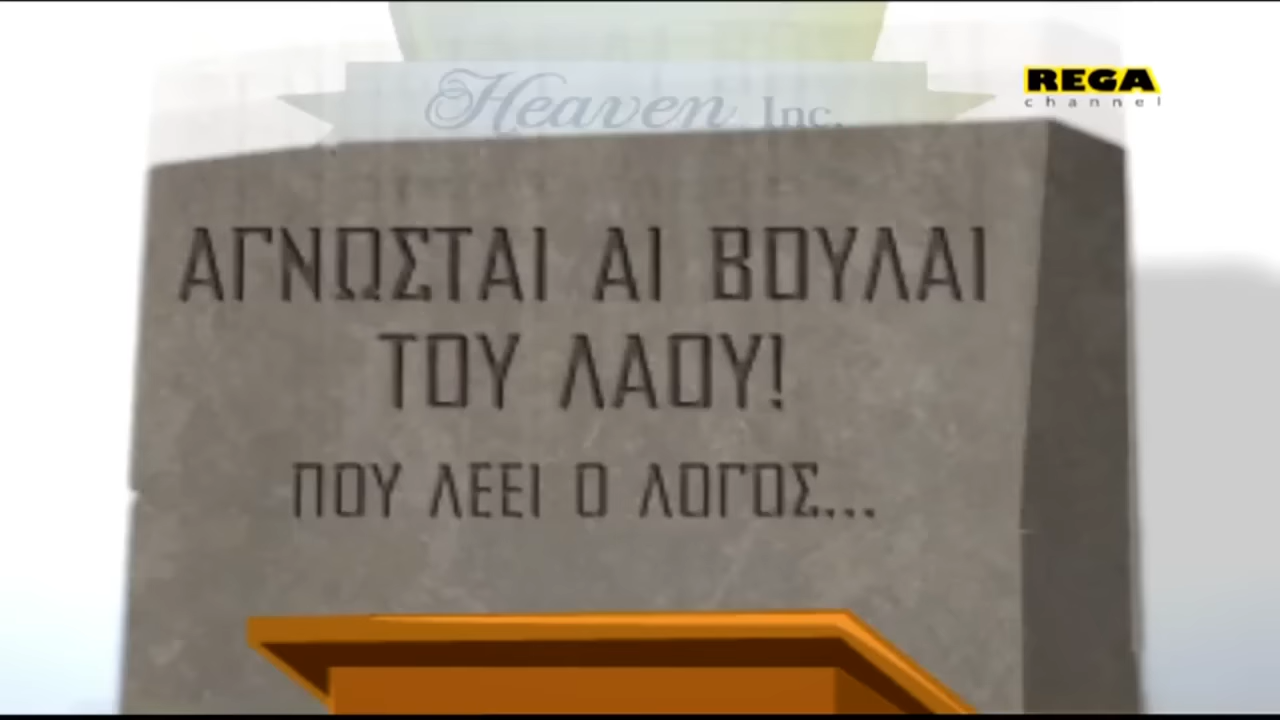 Heaven Inc.
REGA
channel
ΑΓΝΩΣΤΑΙ ΑΙ ΒΟΥΛΑΙ
ΤΟΥ ΛΑΟΥ!
ΠΟΥ ΛΕΕΙ Ο ΛΟΓΟΣ...